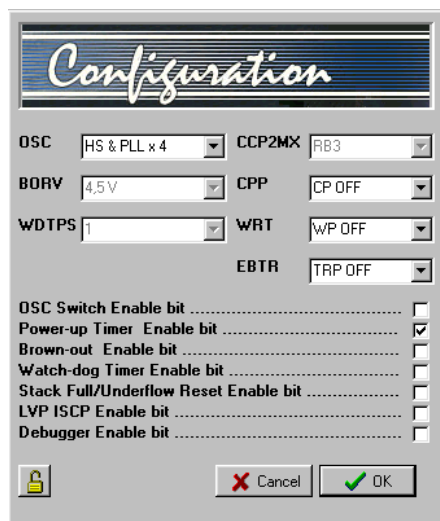 Configuration
OSC HS & PLL x 4 CCP2MX RB3
BORV 4,5 V CPP CP OFF
WDTPS 1 WRT WP OFF
EBTR TRP OFF
OSC Switch Enable bit
Power-up Timer Enable bit
Brown-out Enable bit
Watch-dog Timer Enable bit
Stack Full/Underflow Reset Enable bit
LVP ISCP Enable bit
Debugger Enable bit
Cancel OK